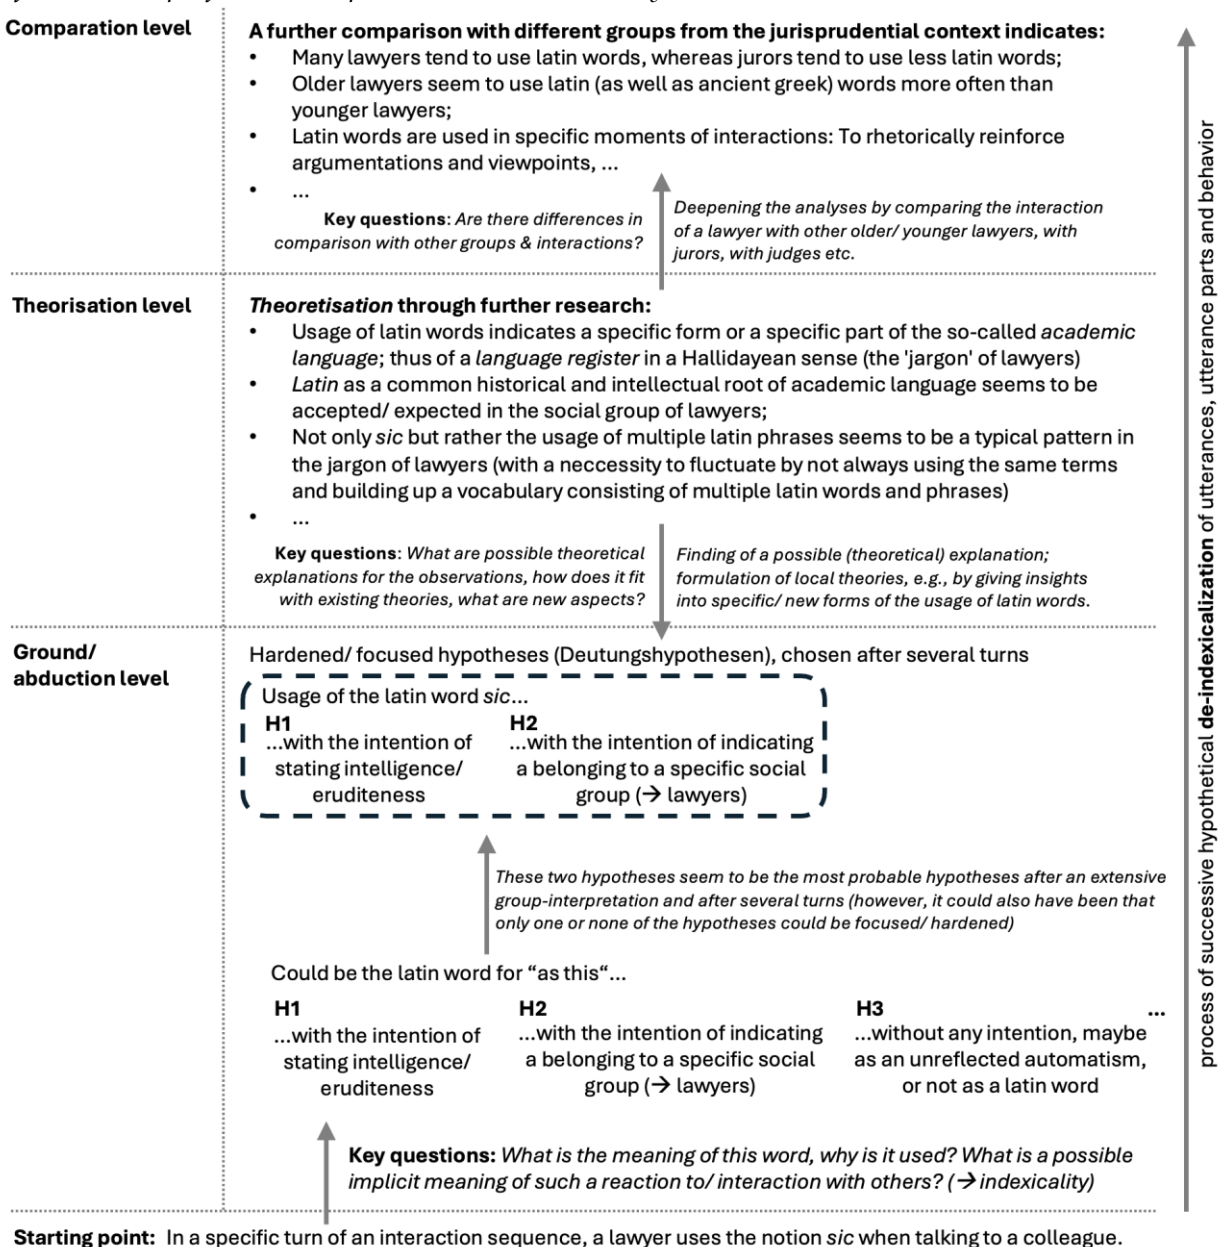 Comparation level
A further comparison with different groups from the jurisprudential context indicates:
• Many lawyers tend to use latin words, whereas jurors tend to use less latin words;
• Older lawyers seem to use latin (as well as ancient greek) words more often than
younger lawyers;
• Latin words are used in specific moments of interactions: To rhetorically reinforce
argumentations and viewpoints, ...
• ...
Key questions: Are there differences in
comparison with other groups & interactions?
Deepening the analyses by comparing the interaction
of a lawyer with other older/ younger lawyers, with
jurors, with judges etc.
Theorisation level
Theoretisation through further research:
• Usage of latin words indicates a specific form or a specific part of the so-called academic
language; thus of a language register in a Hallidayean sense (the 'jargon' of lawyers)
• Latin as a common historical and intellectual root of academic language seems to be
accepted/ expected in the social group of lawyers;
• Not only sic but rather the usage of multiple latin phrases seems to be a typical pattern in
the jargon of lawyers (with a neccessity to fluctuate by not always using the same terms
and building up a vocabulary consisting of multiple latin words and phrases)
• ...
Key questions: What are possible theoretical
explanations for the observations, how does it fit
with existing theories, what are new aspects?
Finding of a possible (theoretical) explanation;
formulation of local theories, e.g., by giving insights
into specific/ new forms of the usage of latin words.
Ground/
abduction level
Hardened/ focused hypotheses (Deutungshypothesen), chosen after several turns
Usage of the latin word sic...
H1
...with the intention of
stating intelligence/
eruditeness
H2
...with the intention of indicating
a belonging to a specific social
group (→ lawyers)
These two hypotheses seem to be the most probable hypotheses after an extensive
group-interpretation and after several turns (however, it could also have been that
only one or none of the hypotheses could be focused/ hardened)
Could be the latin word for “as this“...
H1
...with the intention of
stating intelligence/
eruditeness
H2
...with the intention of indicating
a belonging to a specific social
group (→ lawyers)
H3
...without any intention, maybe
as an unreflected automatism,
or not as a latin word
...
Key questions: What is the meaning of this word, why is it used? What is a possible
implicit meaning of such a reaction to/ interaction with others? (→ indexicality)
Starting point: In a specific turn of an interaction sequence, a lawyer uses the notion sic when talking to a colleague.
process of successive hypothetical de-indexicalization of utterances, utterance parts and behavior